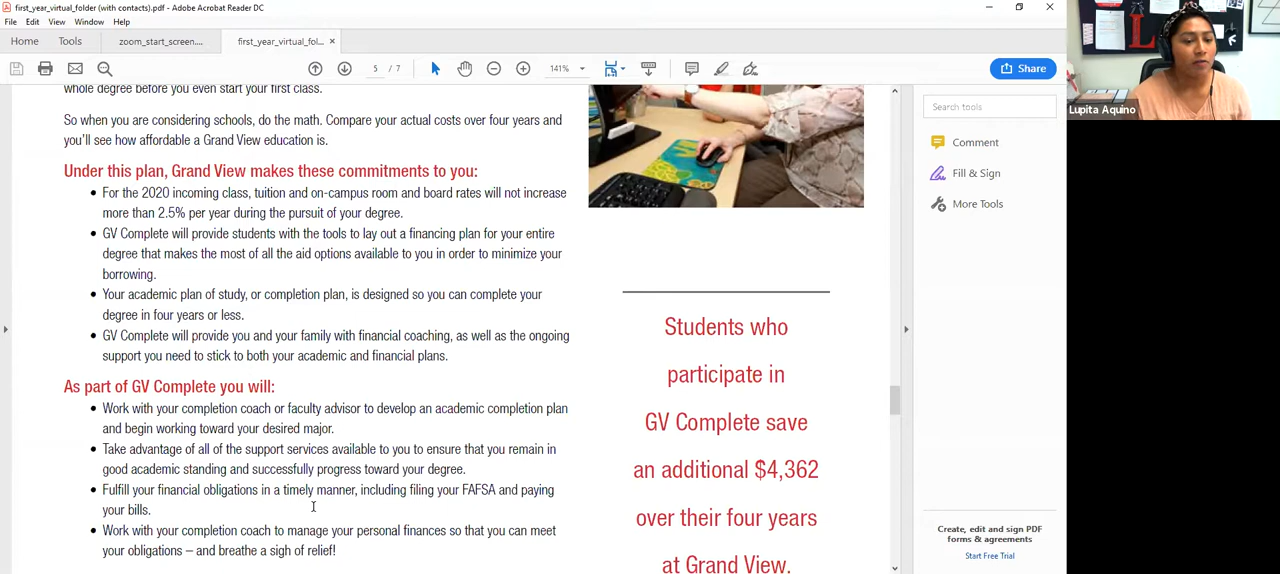 first_year_virtual_folder (with contacts).pdf - Adobe Acrobat Reader DC
File Edit View Sign Window Help
Home Tools zoom_start_screen.... first_year_virtual_fol... ×
5 / 7 141% Share
whole degree before you even start your first class.
So when you are considering schools, do the math. Compare your actual costs over four years and
you'll see how affordable a Grand View education is.
Under this plan, Grand View makes these commitments to you:
• For the 2020 incoming class, tuition and on-campus room and board rates will not increase
more than 2.5% per year during the pursuit of your degree.
• GV Complete will provide students with the tools to lay out a financing plan for your entire
degree that makes the most of all the aid options available to you in order to minimize your
borrowing.
• Your academic plan of study, or completion plan, is designed so you can complete your
degree in four years or less.
• GV Complete will provide you and your family with financial coaching, as well as the ongoing
support you need to stick to both your academic and financial plans.
As part of GV Complete you will:
• Work with your completion coach or faculty advisor to develop an academic completion plan
and begin working toward your desired major.
• Take advantage of all of the support services available to you to ensure that you remain in
good academic standing and successfully progress toward your degree.
• Fulfill your financial obligations in a timely manner, including filing your FAFSA and paying
your bills.
• Work with your completion coach to manage your personal finances so that you can meet
your obligations – and breathe a sigh of relief!
Students who
participate in
GV Complete save
an additional $4,362
over their four years
at Grand View.
Search tools
Comment
Fill & Sign
More Tools
Create, edit and sign PDF
forms & agreements
Start Free Trial
L
Lupita Aquino